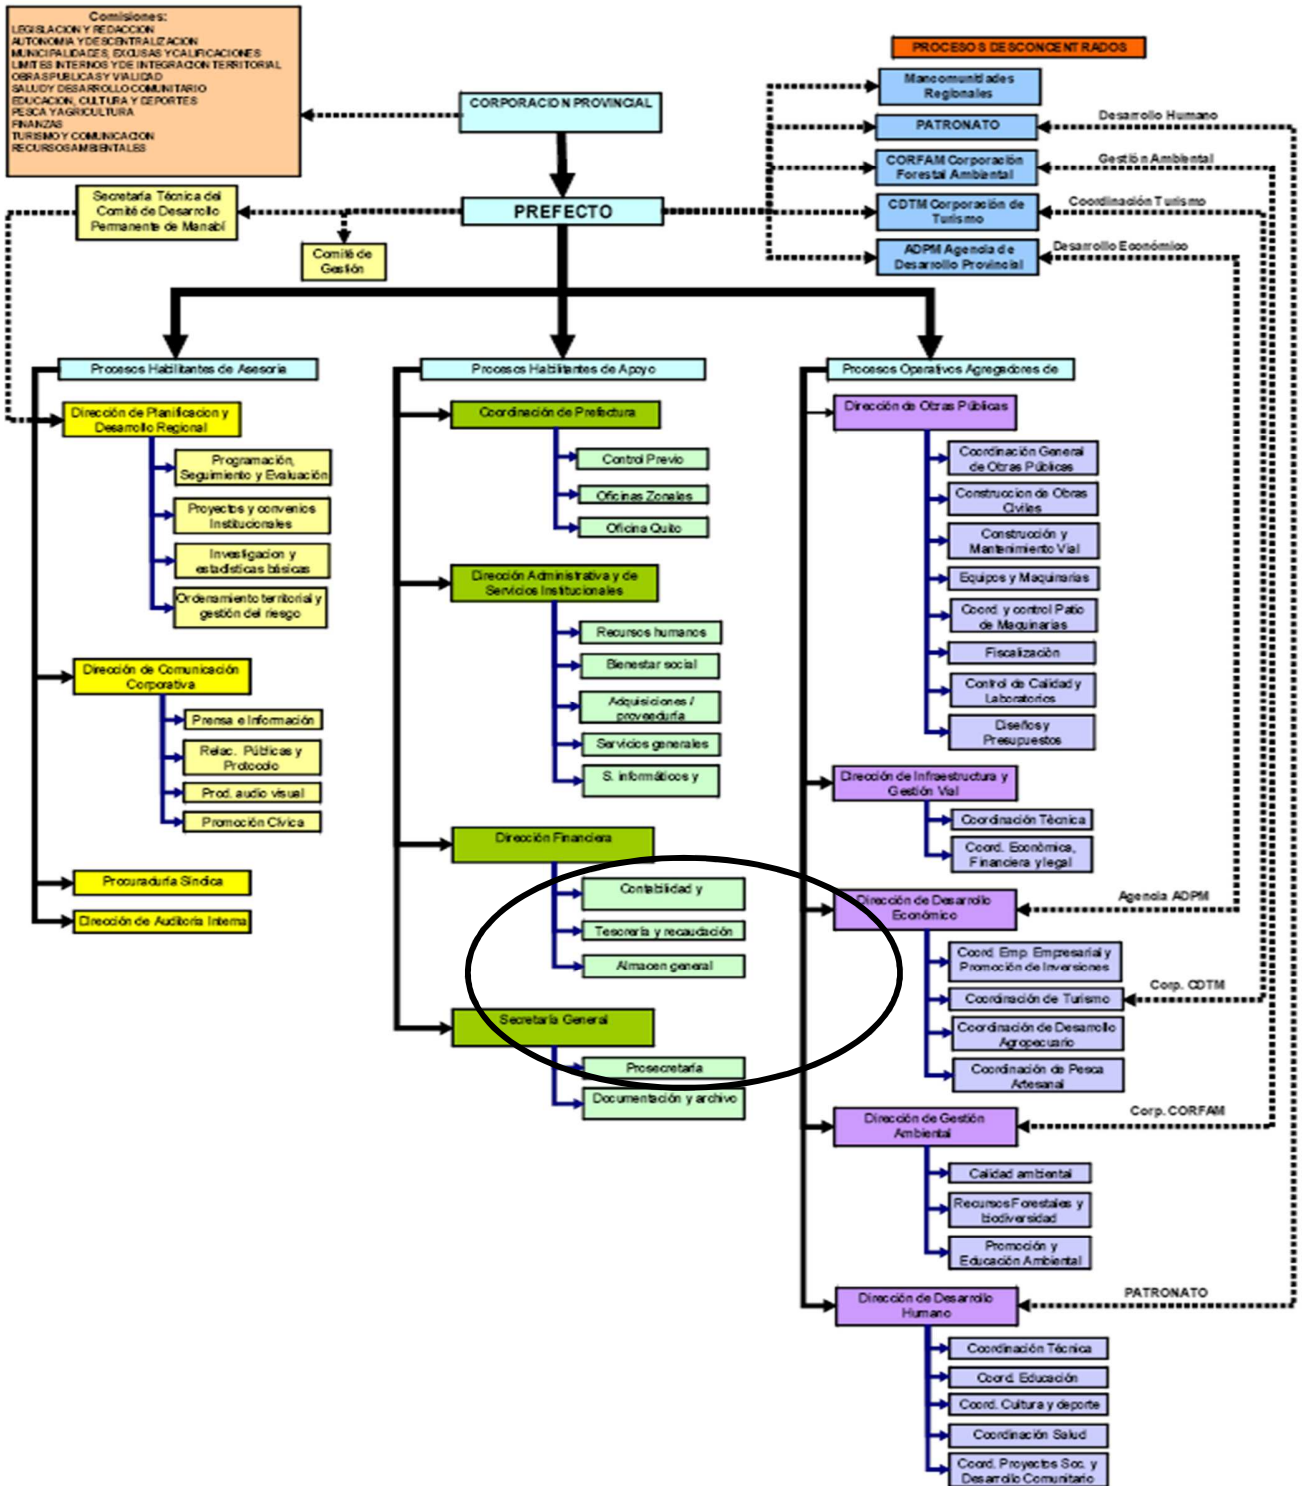 Comisiones:
LEGISLACION Y REDACCION
AUTONOMIA Y DESCENTRALIZACION
MUNICIPALIDADES, EXCUSAS Y CALIFICACIONES
LIMITES INTERNOS Y DE INTEGRACION TERRITORIAL
OBRAS PUBLICAS Y VIALIDAD
SALUD Y DESARROLLO COMUNITARIO
EDUCACION, CULTURA Y DEPORTES
PESCA Y AGRICULTURA
FINANZAS
TURISMO Y COMUNICACION
RECURSOS AMBIENTALES
CORPORACION PROVINCIAL
PREFECTO
Secretaría Técnica del
Comité de Desarrollo
Permanente de Manabí
Comité de
Gestión
PROCESOS DESCONCENTRADOS
Mancomunidades
Regionales
PATRONATO
CORFAM Corporación
Forestal Ambiental
CDTM Corporación de
Turismo
ADPM Agencia de
Desarrollo Provincial
Desarrollo Humano
Gestión Ambiental
Coordinación Turismo
Desarrollo Económico
Procesos Habilitantes de Asesoria
Dirección de Planificacion y
Desarrollo Regional
Programación,
Seguimiento y Evaluación
Proyectos y convenios
Institucionales
Investigacion y
estadísticas básicas
Ordenamiento territorial y
gestión del riesgo
Dirección de Comunicación
Corporativa
Prensa e Información
Relac. Públicas y
Protocolo
Prod. audio visual
Promoción Cívica
Procuraduría Síndica
Dirección de Auditoría Interna
Procesos Habilitantes de Apoyo
Coordinación de Prefectura
Control Previo
Oficinas Zonales
Oficina Quito
Dirección Administrativa y de
Servicios Institucionales
Recursos humanos
Bienestar social
Adquisiciones /
proveeduría
Servicios generales
S. informáticos y
Dirección Financiera
Contabilidad y
Tesorería y recaudación
Almacen general
Secretaría General
Prosecretaría
Documentación y archivo
Procesos Operativos Agregadores de
Dirección de Obras Públicas
Coordinación General
de Obras Públicas
Construccion de Obras
Civiles
Construcción y
Mantenimiento Vial
Equipos y Maquinarias
Coord. y control Patio
de Maquinarias
Fiscalización
Control de Calidad y
Laboratorios
Diseños y
Presupuestos
Dirección de Infraestructura y
Gestión Vial
Coordinación Técnica
Coord. Económica,
Financiera y legal
Dirección de Desarrollo
Económico
Agencia ADPM
Coord. Emp. Empresarial y
Promoción de Inversiones
Coordinación de Turismo
Corp. CDTM
Coordinación de Desarrollo
Agropecuario
Coordinación de Pesca
Artesanal
Dirección de Gestión
Ambiental
Corp. CORFAM
Calidad ambiental
Recursos Forestales y
biodiversidad
Promoción y
Educación Ambiental
Dirección de Desarrollo
Humano
PATRONATO
Coordinación Técnica
Coord. Educación
Coord. Cultura y deporte
Coordinación Salud
Coord. Proyectos Soc. y
Desarrollo Comunitario